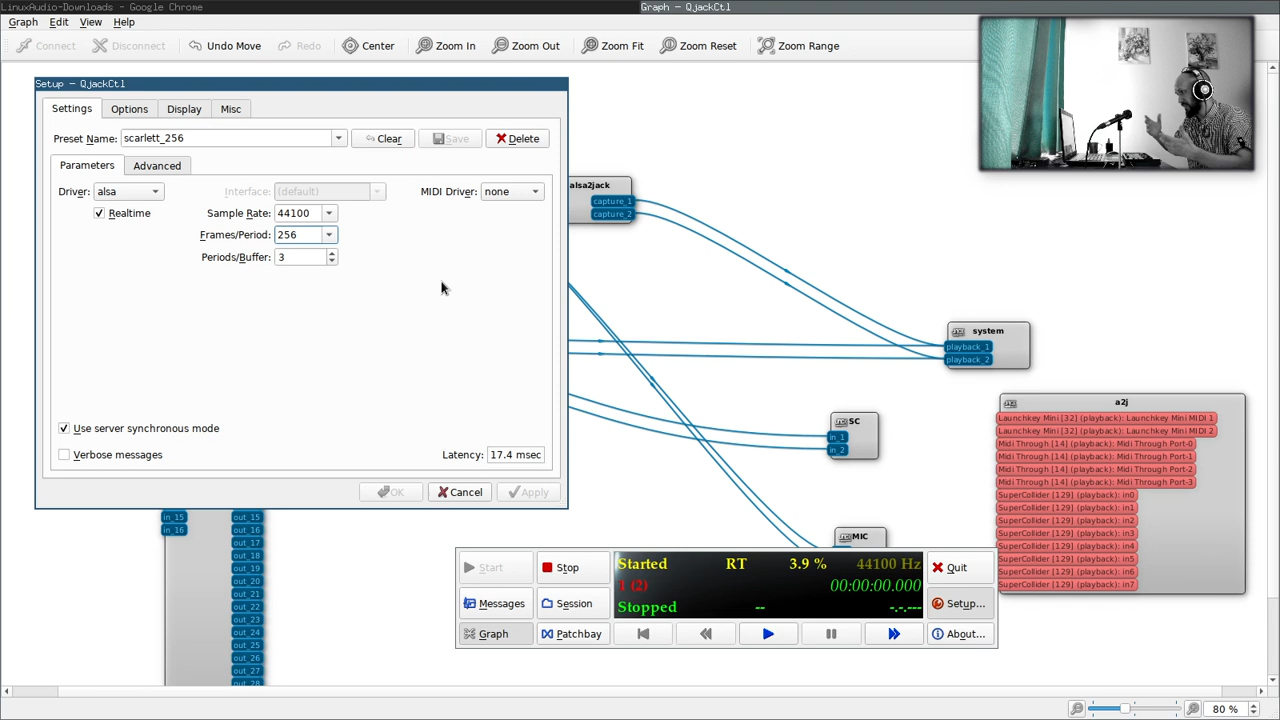 LinuxAudio-Downloads - Google Chrome
Graph — QjackCtl
Graph Edit View Help
Connect Disconnect Undo Move Redo Center Zoom In Zoom Out Zoom Fit Zoom Reset Zoom Range
Setup — QjackCtl
Settings Options Display Misc
Preset Name: scarlett_256 Clear Save Delete
Parameters Advanced
Driver: alsa Interface: (default) MIDI Driver: none
Realtime Sample Rate: 44100
Frames/Period: 256
Periods/Buffer: 3
Use server synchronous mode
Verbose messages Latency: 17.4 msec
Ok Cancel Apply
alsa2jack
capture_1
capture_2
system
playback_1
playback_2
SC
in_1
in_2
MIC
a2j
Launchkey Mini [32] (playback): Launchkey Mini MIDI 1
Launchkey Mini [32] (playback): Launchkey Mini MIDI 2
Midi Through [14] (playback): Midi Through Port-0
Midi Through [14] (playback): Midi Through Port-1
Midi Through [14] (playback): Midi Through Port-2
Midi Through [14] (playback): Midi Through Port-3
SuperCollider [129] (playback): in0
SuperCollider [129] (playback): in1
SuperCollider [129] (playback): in2
SuperCollider [129] (playback): in3
SuperCollider [129] (playback): in4
SuperCollider [129] (playback): in5
SuperCollider [129] (playback): in6
SuperCollider [129] (playback): in7
in_15 out_15
in_16 out_16
out_17
out_18
out_19
out_20
out_21
out_22
out_23
out_24
out_25
out_26
out_27
out_28
Start Stop Started RT 3.9 % 44100 Hz Quit
1 (2) 00:00:00.000
Messages Session Stopped -- -.-.--- Setup...
Graph Patchbay About...
80 %